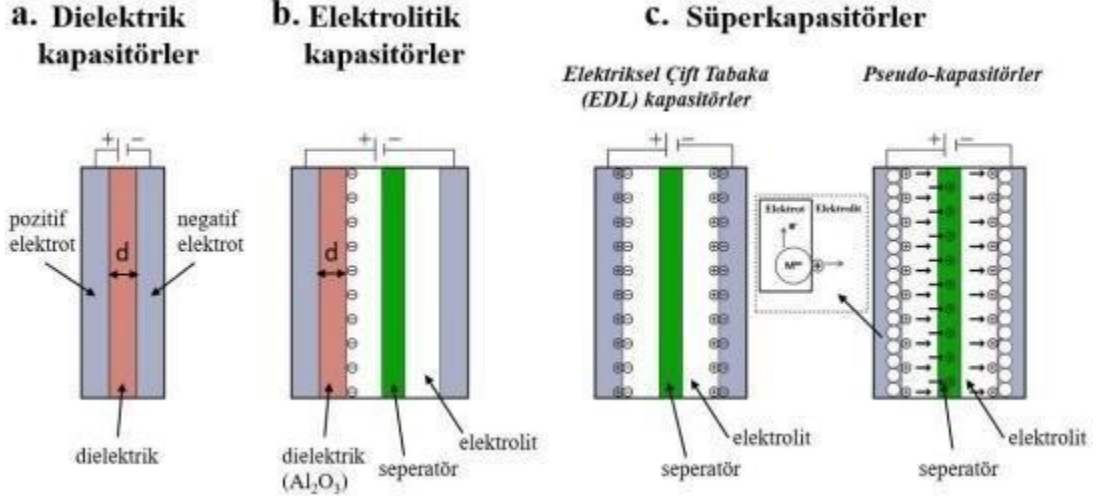 a. Dielektrik
kapasitörler
b. Elektrolitik
kapasitörler
c. Süperkapasitörler
Elektriksel Çift Tabaka
(EDL) kapasitörler
Pseudo-kapasitörler
+ −
+ −
+ −
+ −
pozitif
elektrot
negatif
elektrot
d
d
Elektrot
Elektrolit
e⁻
dielektrik
dielektrik
(Al₂O₃)
seperatör
elektrolit
seperatör
elektrolit
seperatör
elektrolit